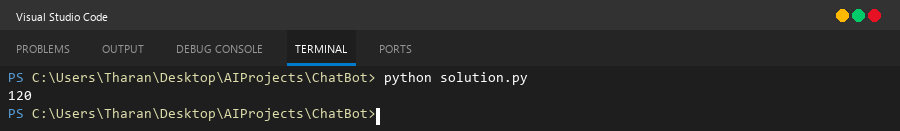 Visual Studio Code
PROBLEMS OUTPUT DEBUG CONSOLE TERMINAL PORTS
PS C:\Users\Tharan\Desktop\AIProjects\ChatBot> python solution.py
120
PS C:\Users\Tharan\Desktop\AIProjects\ChatBot>